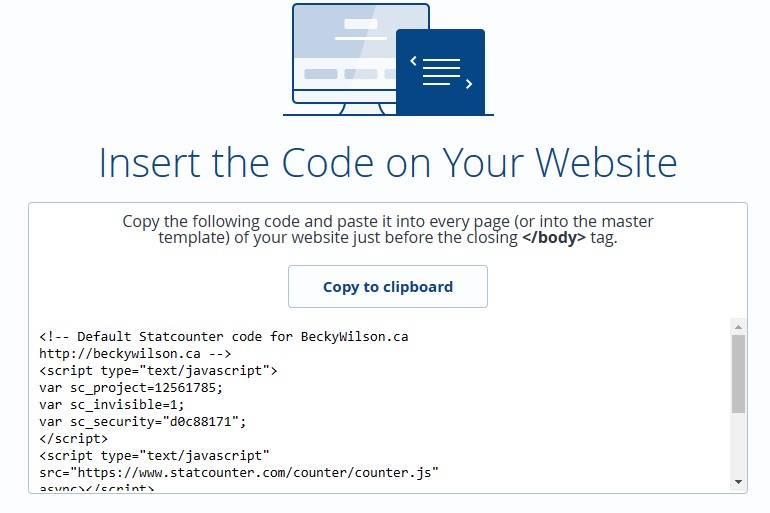 Insert the Code on Your Website
Copy the following code and paste it into every page (or into the master
template) of your website just before the closing </body> tag.
Copy to clipboard
<!-- Default Statcounter code for BeckyWilson.ca
http://beckywilson.ca -->
<script type="text/javascript">
var sc_project=12561785;
var sc_invisible=1;
var sc_security="d0c88171";
</script>
<script type="text/javascript"
src="https://www.statcounter.com/counter/counter.js"
async></script>